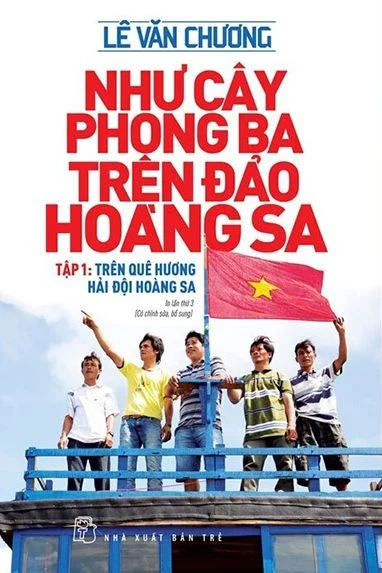 LÊ VĂN CHƯƠNG
NHƯ CÂY
PHONG BA
TRÊN ĐẢO
HOÀNG SA
TẬP 1: TRÊN QUÊ HƯƠNG
HẢI ĐỘI HOÀNG SA
In lần thứ 3
(Có chỉnh sửa, bổ sung)
NHÀ XUẤT BẢN TRẺ